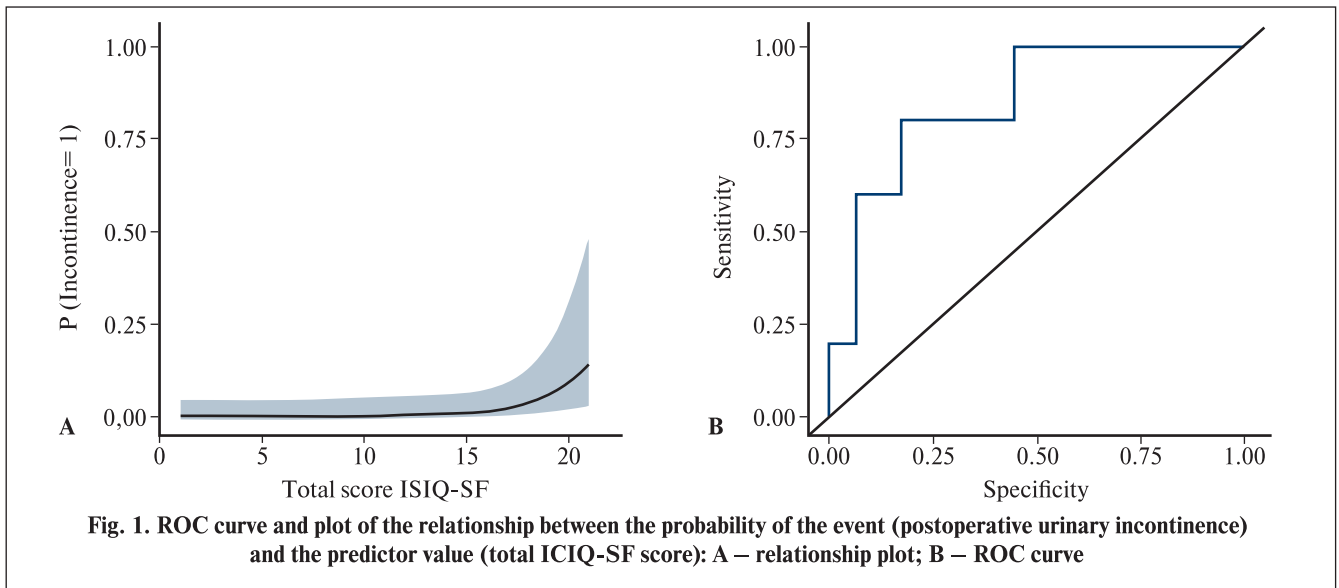 1.00
0.75
0.50
0.25
0,00
P (Incontinence= 1)
A
0
5
10
15
20
Total score ISIQ-SF
1.00
0.75
0.50
0.25
0.00
Sensitivity
B
0.00
0.25
0.50
0.75
1.00
Specificity
Fig. 1. ROC curve and plot of the relationship between the probability of the event (postoperative urinary incontinence)
and the predictor value (total ICIQ-SF score): A – relationship plot; B – ROC curve